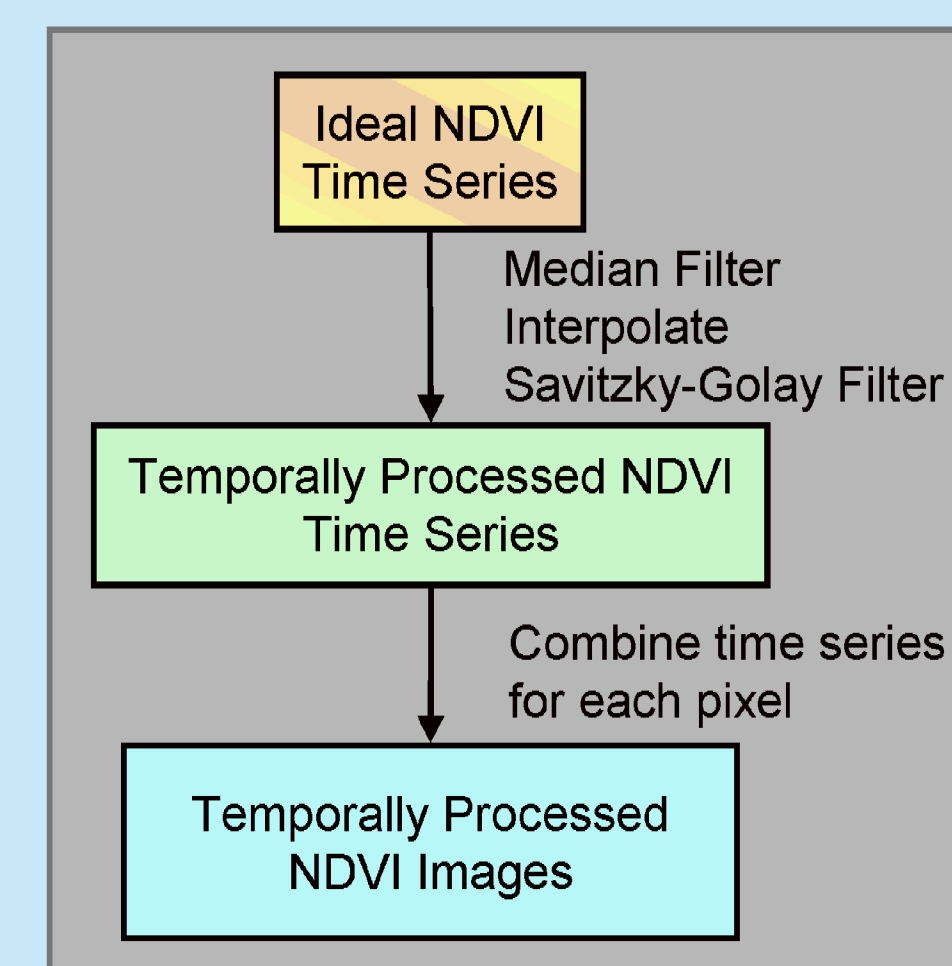 Ideal NDVI
Time Series
Median Filter
Interpolate
Savitzky-Golay Filter
Temporally Processed NDVI
Time Series
Combine time series
for each pixel
Temporally Processed
NDVI Images